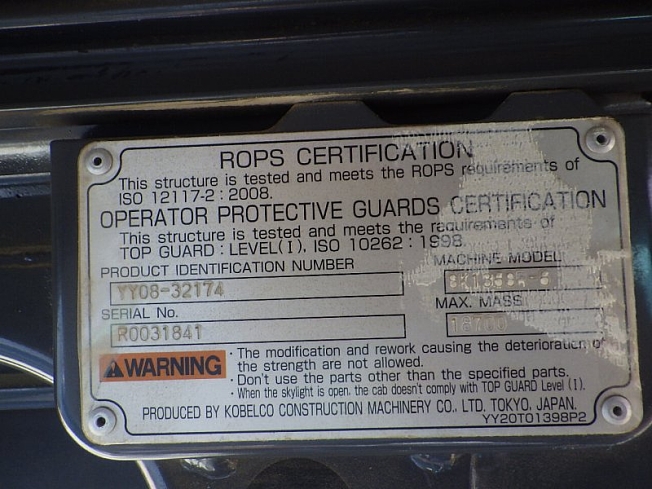 ROPS CERTIFICATION
This structure is tested and meets the ROPS requirements of
ISO 12117-2 : 2008.
OPERATOR PROTECTIVE GUARDS CERTIFICATION
This structure is tested and meets the requirements of
TOP GUARD : LEVEL(I), ISO 10262 : 1998
PRODUCT IDENTIFICATION NUMBER
MACHINE MODEL
YY08-32174
SERIAL No.
MAX. MASS
R0031841
WARNING
· The modification and rework causing the deterioration of
the strength are not allowed.
· Don't use the parts other than the specified parts.
· When the skylight is open, the cab doesn't comply with TOP GUARD Level (I).
PRODUCED BY KOBELCO CONSTRUCTION MACHINERY CO., LTD. TOKYO, JAPAN.
YY20T01398P2